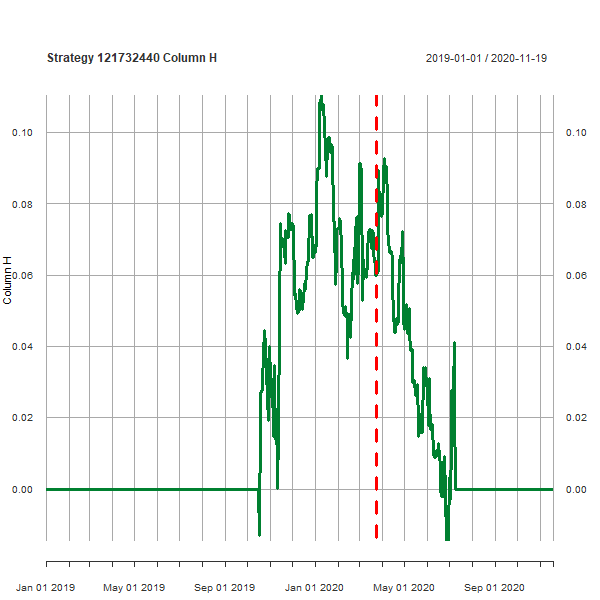 Strategy 121732440 Column H
2019-01-01 / 2020-11-19
0.10
0.10
0.08
0.08
0.06
0.06
0.04
0.04
0.02
0.02
0.00
0.00
Column H
Jan 01 2019
May 01 2019
Sep 01 2019
Jan 01 2020
May 01 2020
Sep 01 2020